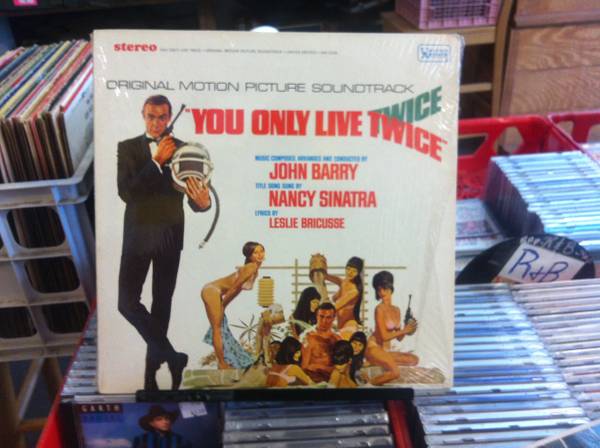 stereo
ORIGINAL MOTION PICTURE SOUNDTRACK
TWICE
"YOU ONLY LIVE TWICE"
MUSIC COMPOSED, ARRANGED AND CONDUCTED BY
JOHN BARRY
TITLE SONG SUNG BY
NANCY SINATRA
LYRICS BY
LESLIE BRICUSSE
R+B
GARTH